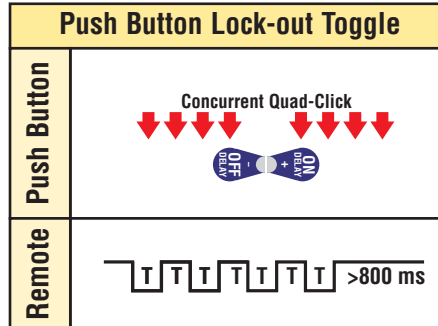 Push Button Lock-out Toggle
Push Button
Concurrent Quad-Click
OFF
DELAY
-
+
ON
DELAY
Remote
T T T T T T T >800 ms